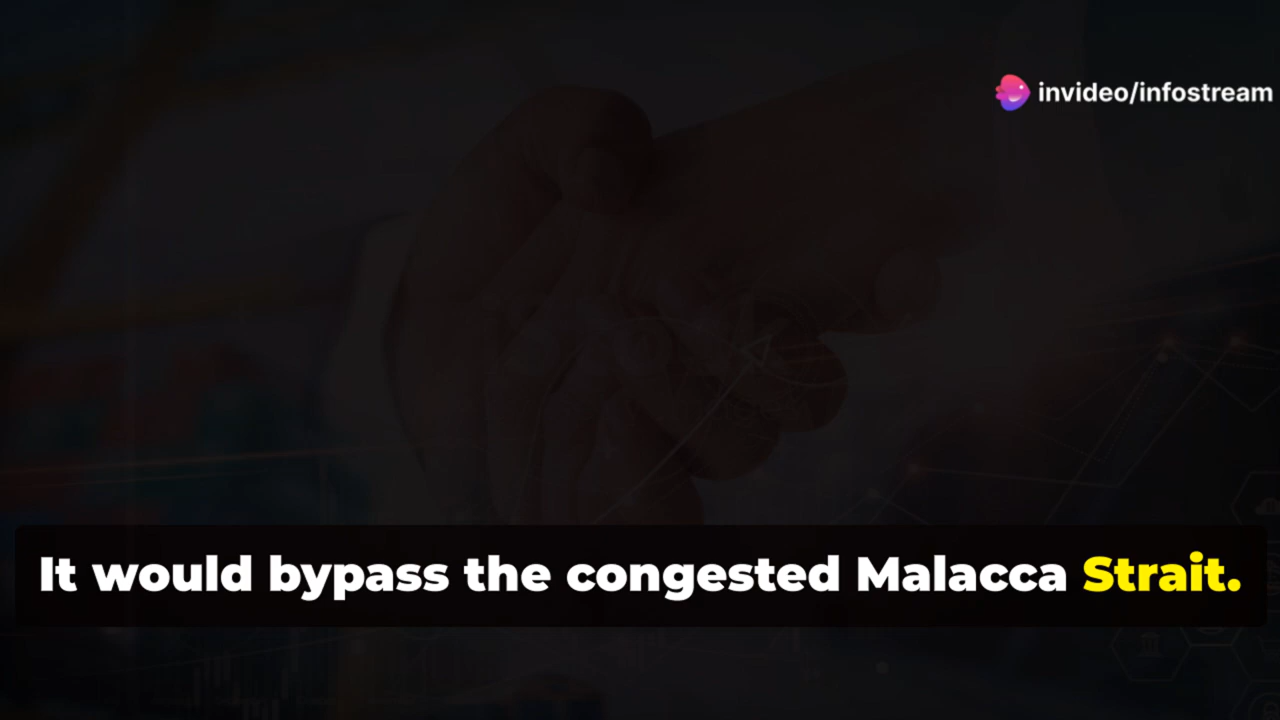 invideo/infostream
It would bypass the congested Malacca Strait.